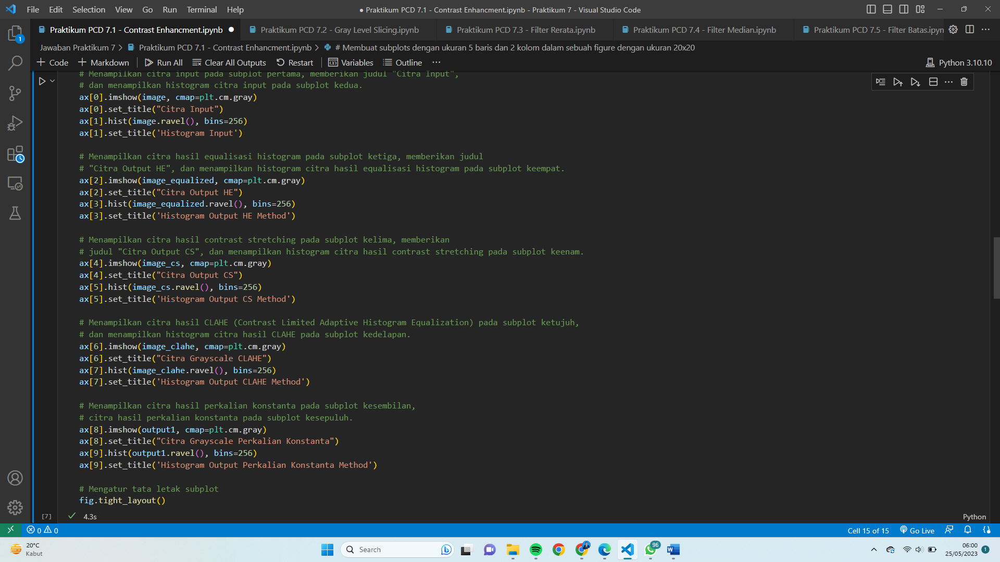 File Edit Selection View Go Run Terminal Help
● Praktikum PCD 7.1 - Contrast Enhancment.ipynb - Praktikum 7 - Visual Studio Code
Praktikum PCD 7.1 - Contrast Enhancment.ipynb ●
Praktikum PCD 7.2 - Gray Level Slicing.ipynb
Praktikum PCD 7.3 - Filter Rerata.ipynb
Praktikum PCD 7.4 - Filter Median.ipynb
Praktikum PCD 7.5 - Filter Batas.ipyn
1
Jawaban Praktikum 7 > Praktikum PCD 7.1 - Contrast Enhancment.ipynb > # Membuat subplots dengan ukuran 5 baris dan 2 kolom dalam sebuah figure dengan ukuran 20x20
+ Code + Markdown Run All Clear All Outputs Restart Variables Outline ...
Python 3.10.10
# Menampilkan citra input pada subplot pertama, memberikan judul "Citra Input",
# dan menampilkan histogram citra input pada subplot kedua.
ax[0].imshow(image, cmap=plt.cm.gray)
ax[0].set_title("Citra Input")
ax[1].hist(image.ravel(), bins=256)
ax[1].set_title('Histogram Input')
# Menampilkan citra hasil equalisasi histogram pada subplot ketiga, memberikan judul
# "Citra Output HE", dan menampilkan histogram citra hasil equalisasi histogram pada subplot keempat.
ax[2].imshow(image_equalized, cmap=plt.cm.gray)
ax[2].set_title("Citra Output HE")
ax[3].hist(image_equalized.ravel(), bins=256)
ax[3].set_title('Histogram Output HE Method')
# Menampilkan citra hasil contrast stretching pada subplot kelima, memberikan
# judul "Citra Output CS", dan menampilkan histogram citra hasil contrast stretching pada subplot keenam.
ax[4].imshow(image_cs, cmap=plt.cm.gray)
ax[4].set_title("Citra Output CS")
ax[5].hist(image_cs.ravel(), bins=256)
ax[5].set_title('Histogram Output CS Method')
# Menampilkan citra hasil CLAHE (Contrast Limited Adaptive Histogram Equalization) pada subplot ketujuh,
# dan menampilkan histogram citra hasil CLAHE pada subplot kedelapan.
ax[6].imshow(image_clahe, cmap=plt.cm.gray)
ax[6].set_title("Citra Grayscale CLAHE")
ax[7].hist(image_clahe.ravel(), bins=256)
ax[7].set_title('Histogram Output CLAHE Method')
# Menampilkan citra hasil perkalian konstanta pada subplot kesembilan,
# citra hasil perkalian konstanta pada subplot kesepuluh.
ax[8].imshow(output1, cmap=plt.cm.gray)
ax[8].set_title("Citra Grayscale Perkalian Konstanta")
ax[9].hist(output1.ravel(), bins=256)
ax[9].set_title('Histogram Output Perkalian Konstanta Method')
# Mengatur tata letak subplot
fig.tight_layout()
[7] 4.3s
Python
0 0
Cell 15 of 15 Go Live
20°C
Kabut
Search
96
06:00
25/05/2023
1